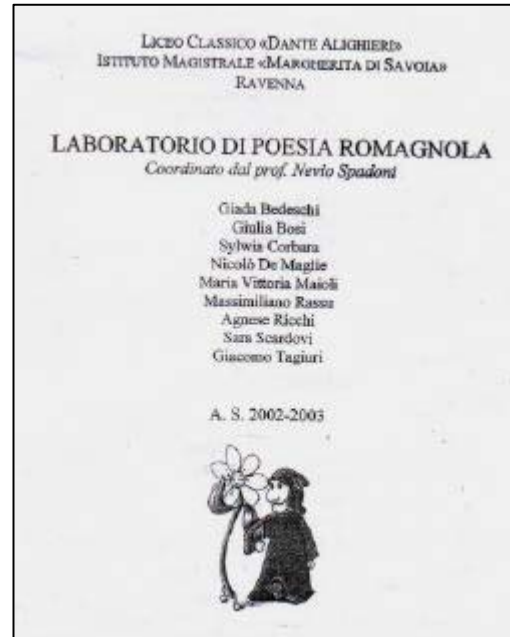 LICEO CLASSICO «DANTE ALIGHIERI»
ISTITUTO MAGISTRALE «MARGHERITA DI SAVOIA»
RAVENNA
LABORATORIO DI POESIA ROMAGNOLA
Coordinato dal prof. Nevio Spadoni
Giada Bedeschi
Giulia Bosi
Sylwia Corbara
Nicolò De Maglie
Maria Vittoria Maioli
Massimiliano Rassu
Agnese Ricchi
Sara Scardovi
Giacomo Tagiuri
A. S. 2002-2003